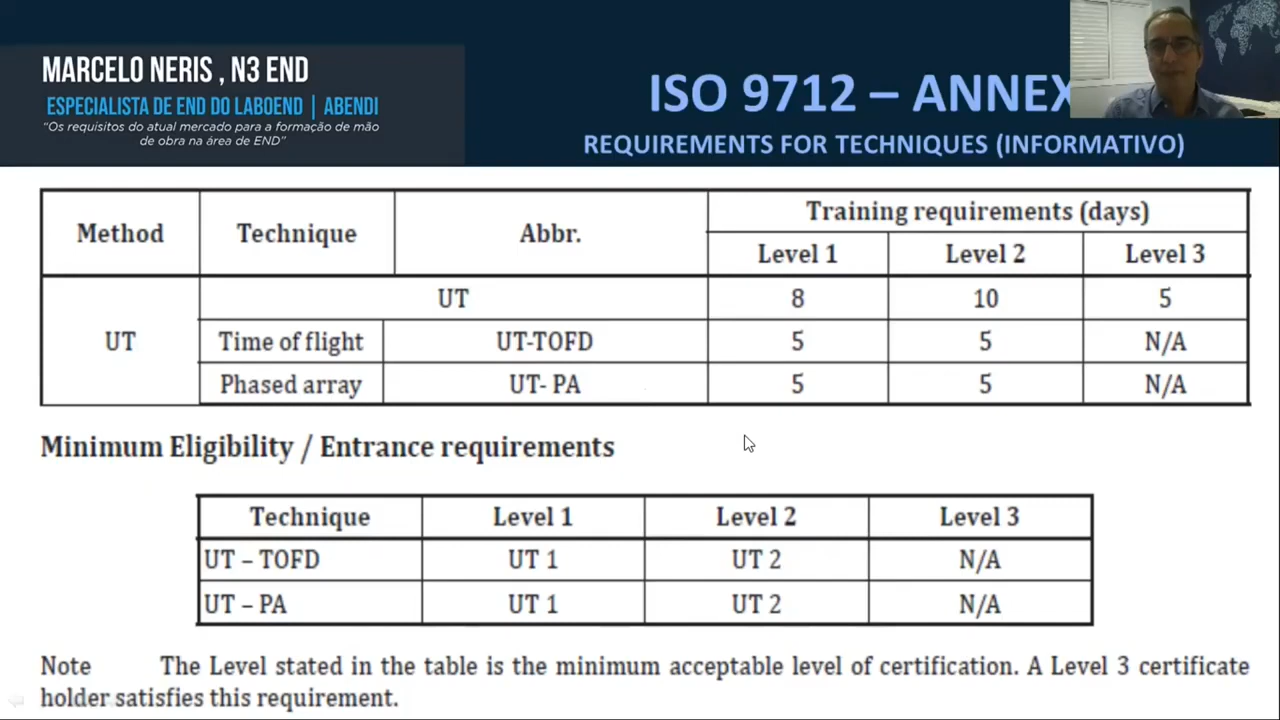 MARCELO NERIS , N3 END
ESPECIALISTA DE END DO LABOEND | ABENDI
"Os requisitos do atual mercado para a formação de mão
de obra na área de END"
ISO 9712 – ANNEX
REQUIREMENTS FOR TECHNIQUES (INFORMATIVO)
Method Technique Abbr. Training requirements (days)
Level 1 Level 2 Level 3
UT UT 8 10 5
Time of flight UT-TOFD 5 5 N/A
Phased array UT- PA 5 5 N/A
Minimum Eligibility / Entrance requirements
Technique Level 1 Level 2 Level 3
UT – TOFD UT 1 UT 2 N/A
UT – PA UT 1 UT 2 N/A
Note The Level stated in the table is the minimum acceptable level of certification. A Level 3 certificate
holder satisfies this requirement.